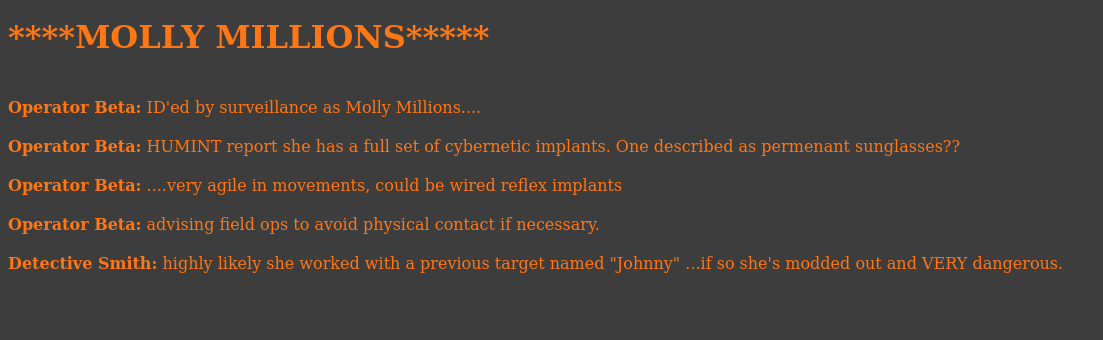 ****MOLLY MILLIONS*****
Operator Beta: ID'ed by surveillance as Molly Millions....
Operator Beta: HUMINT report she has a full set of cybernetic implants. One described as permenant sunglasses??
Operator Beta: ....very agile in movements, could be wired reflex implants
Operator Beta: advising field ops to avoid physical contact if necessary.
Detective Smith: highly likely she worked with a previous target named "Johnny" ...if so she's modded out and VERY dangerous.